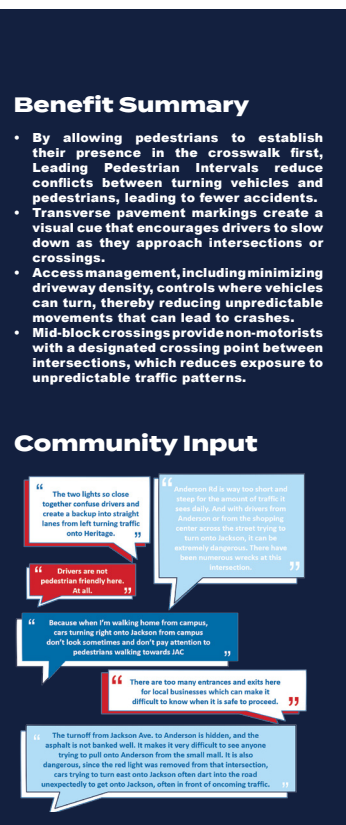 Benefit Summary
• By allowing pedestrians to establish
their presence in the crosswalk first,
Leading Pedestrian Intervals reduce
conflicts between turning vehicles and
pedestrians, leading to fewer accidents.
• Transverse pavement markings create a
visual cue that encourages drivers to slow
down as they approach intersections or
crossings.
• Access management, including minimizing
driveway density, controls where vehicles
can turn, thereby reducing unpredictable
movements that can lead to crashes.
• Mid-block crossings provide non-motorists
with a designated crossing point between
intersections, which reduces exposure to
unpredictable traffic patterns.
Community Input
“ The two lights so close
together confuse drivers and
create a backup into straight
lanes from left turning traffic
onto Heritage. ”
“ Anderson Rd is way too short and
steep for the amount of traffic it
sees daily. And with drivers from
Anderson or from the shopping
center across the street trying to
turn onto Jackson, it can be
extremely dangerous. There have
been numerous wrecks at this
intersection. ”
“ Drivers are not
pedestrian friendly here.
At all. ”
“ Because when I'm walking home from campus,
cars turning right onto Jackson from campus
don't look sometimes and don't pay attention to
pedestrians walking towards JAC ”
“ There are too many entrances and exits here
for local businesses which can make it
difficult to know when it is safe to proceed. ”
“ The turnoff from Jackson Ave. to Anderson is hidden, and the
asphalt is not banked well. It makes it very difficult to see anyone
trying to pull onto Anderson from the small mall. It is also
dangerous, since the red light was removed from that intersection,
cars trying to turn east onto Jackson often dart into the road
unexpectedly to get onto Jackson, often in front of oncoming traffic. ”